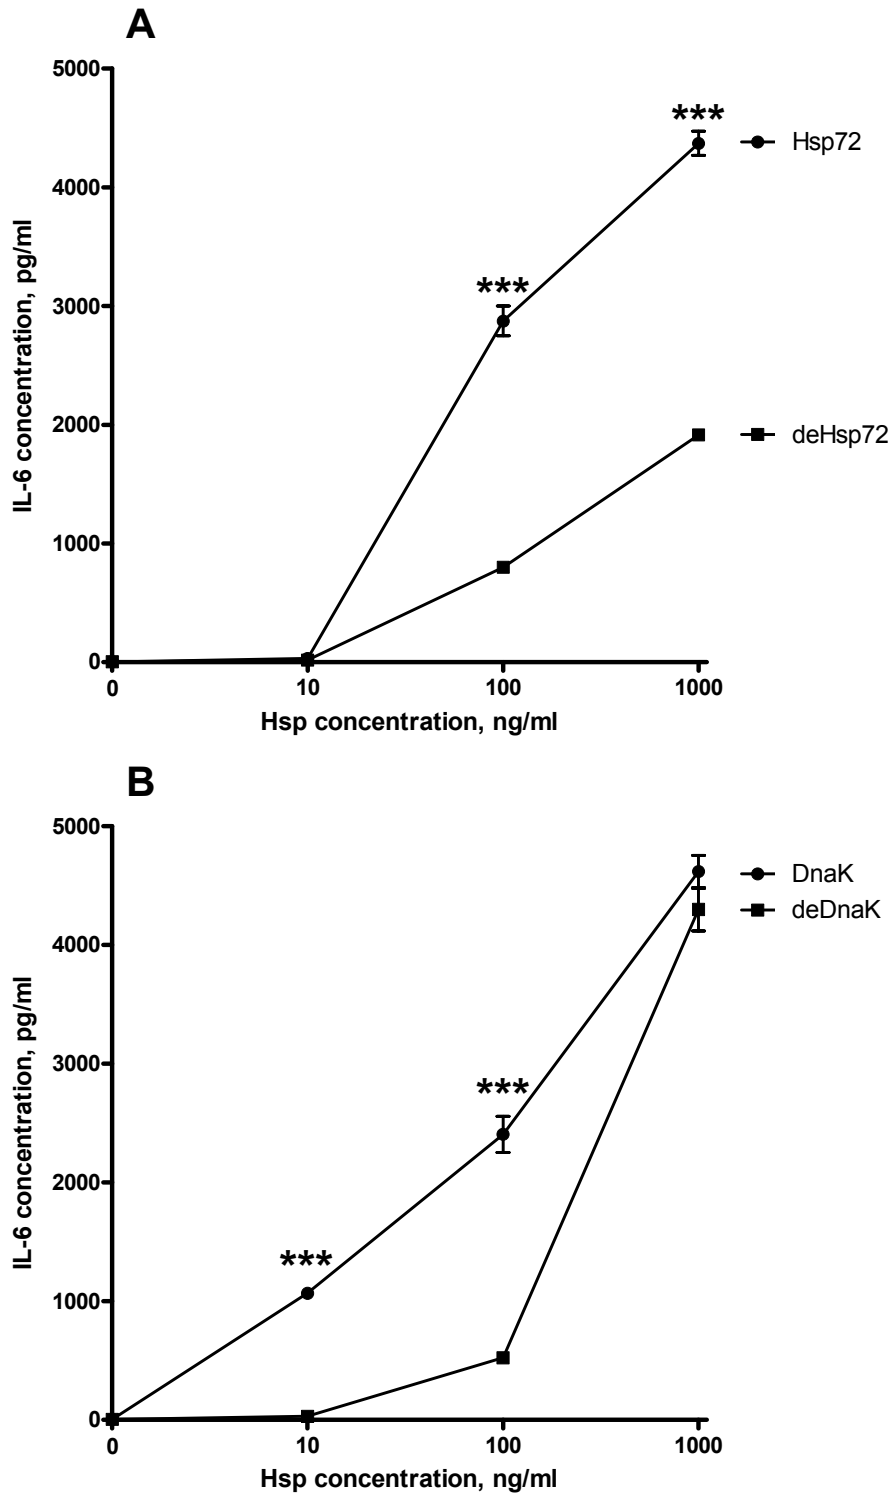 A
5000
4000
3000
2000
1000
0
IL-6 concentration, pg/ml
***
***
Hsp72
deHsp72
0 10 100 1000
Hsp concentration, ng/ml
B
5000
4000
3000
2000
1000
0
IL-6 concentration, pg/ml
***
***
DnaK
deDnaK
0 10 100 1000
Hsp concentration, ng/ml